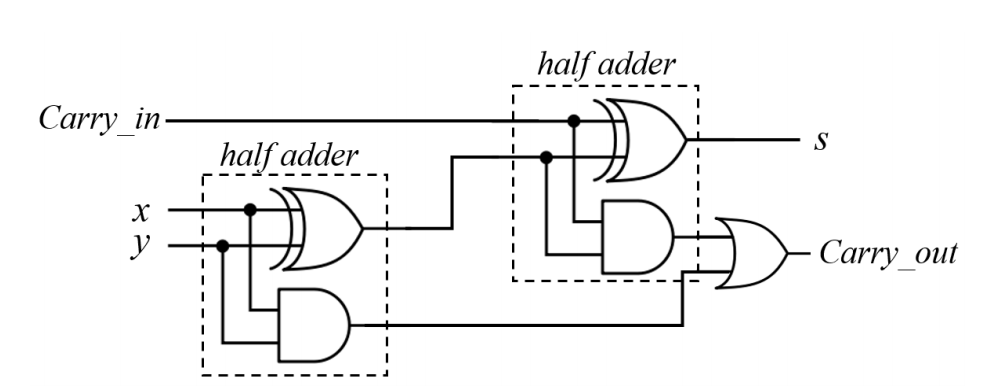 half adder
Carry_in
s
half adder
x
y
Carry_out